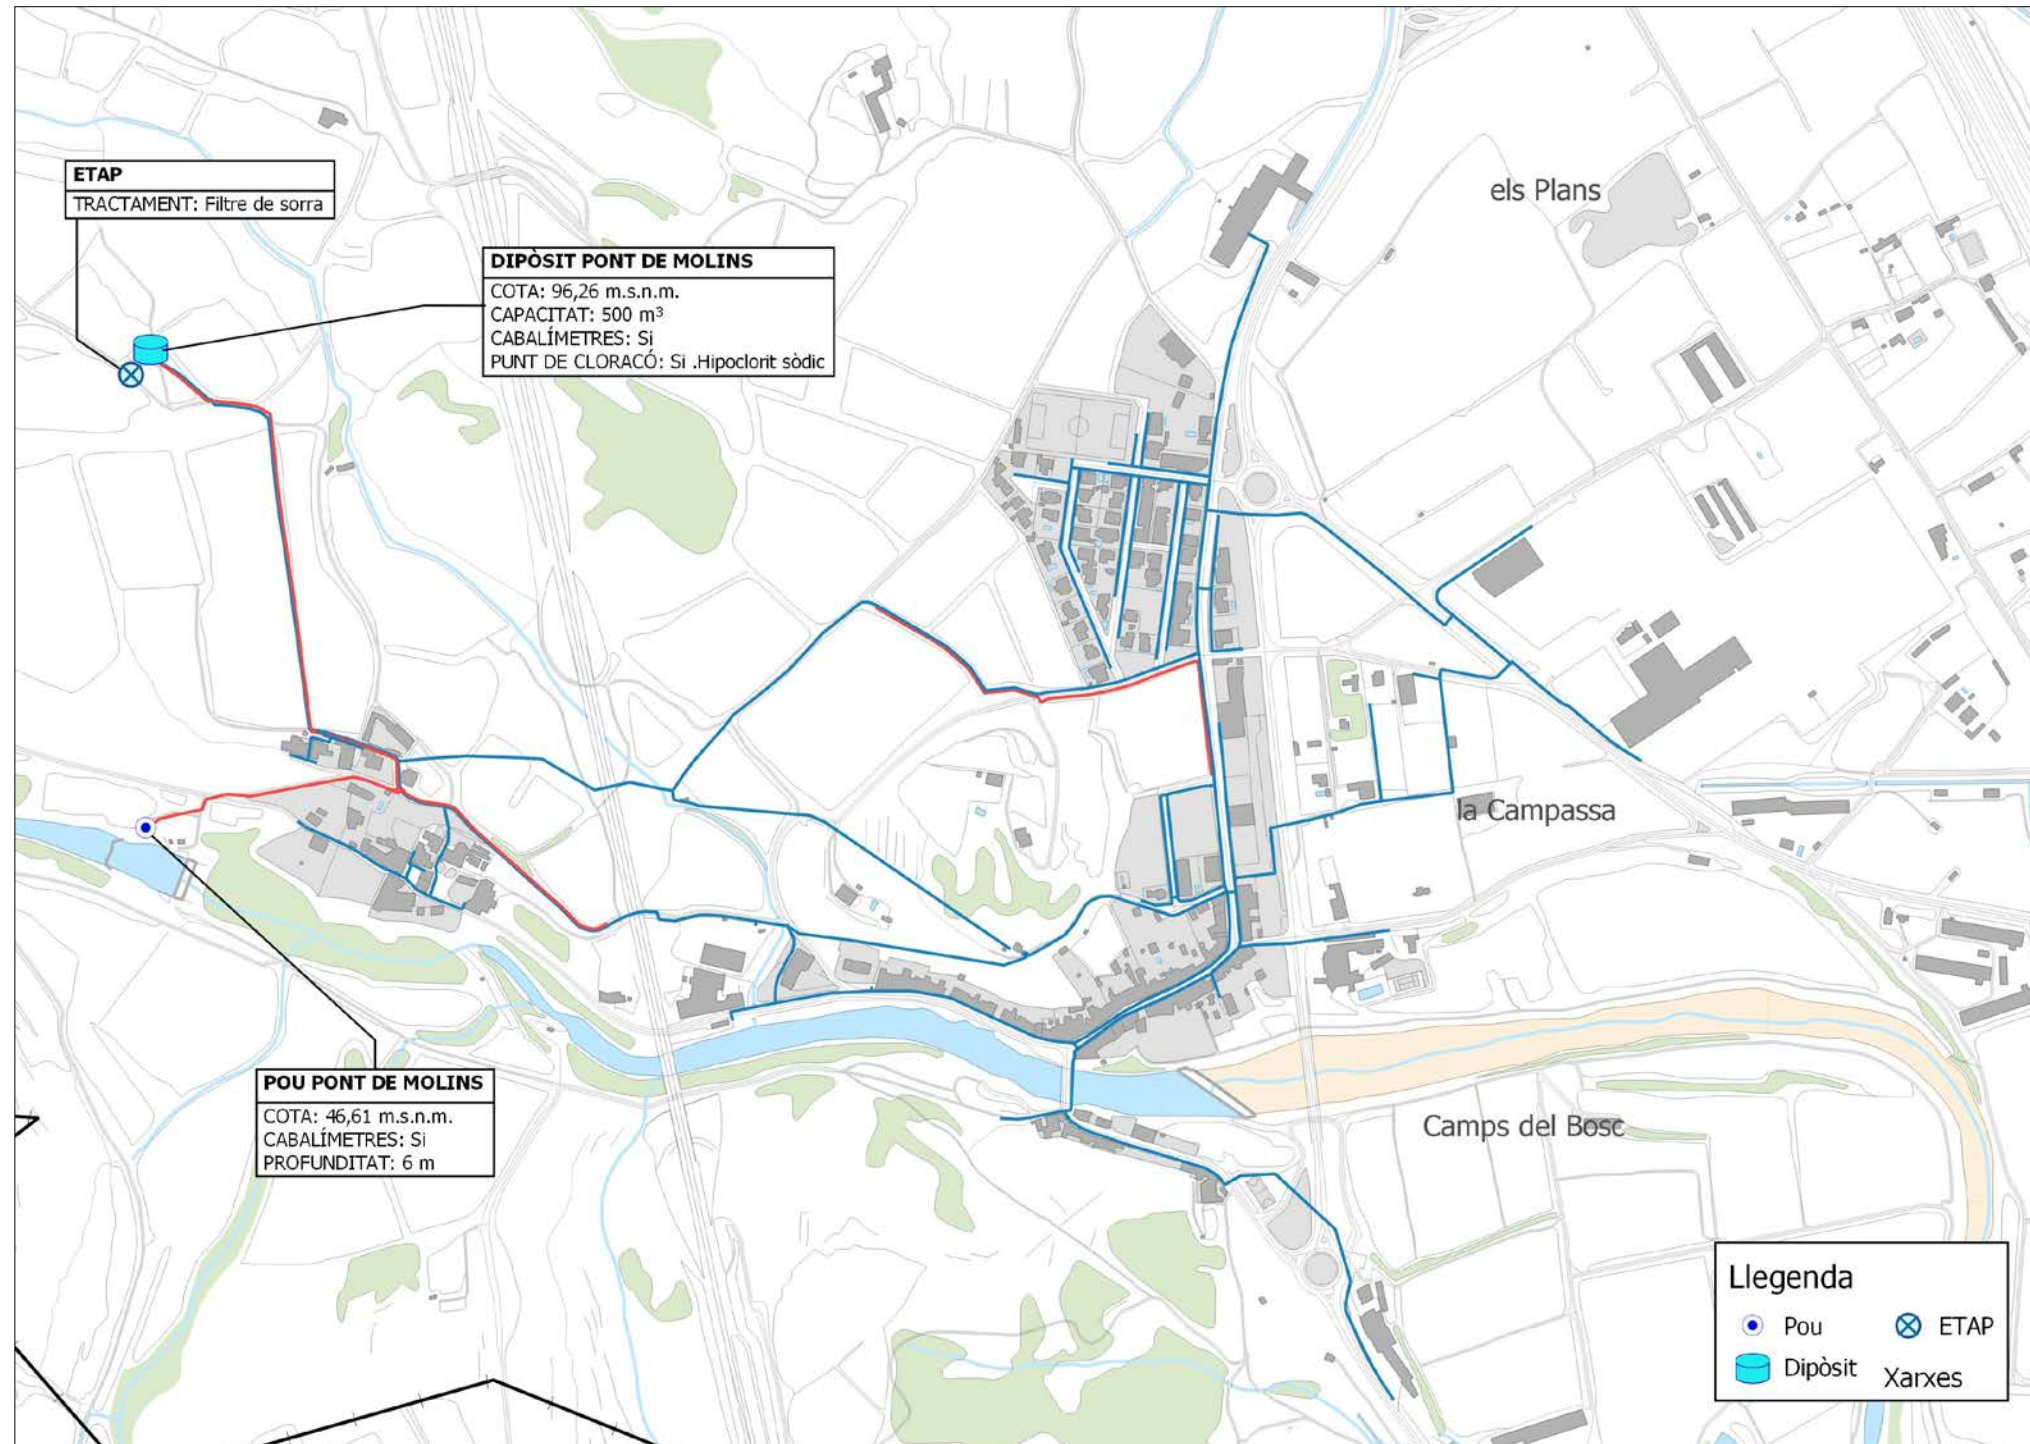 els Plans
ETAP
TRACTAMENT: Filtre de sorra
DIPÒSIT PONT DE MOLINS
COTA: 96,26 m.s.n.m.
CAPACITAT: 500 m³
CABALÍMETRES: Si
PUNT DE CLORACÓ: Si .Hipoclorit sòdic
la Campassa
POU PONT DE MOLINS
COTA: 46,61 m.s.n.m.
CABALÍMETRES: Si
PROFUNDITAT: 6 m
Camps del Bosc
Llegenda
Pou
ETAP
Dipòsit
Xarxes